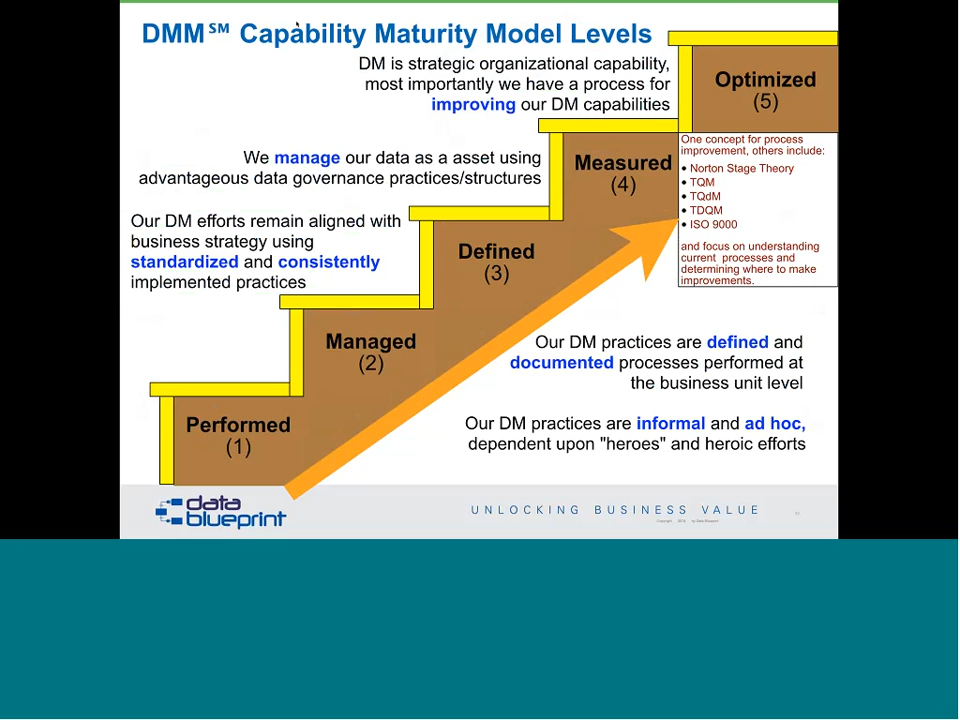 DMM℠ Capability Maturity Model Levels
DM is strategic organizational capability,
most importantly we have a process for
improving our DM capabilities
Optimized
(5)
We manage our data as a asset using
advantageous data governance practices/structures
Measured
(4)
One concept for process
improvement, others include:
• Norton Stage Theory
• TQM
• TQdM
• TDQM
• ISO 9000
and focus on understanding
current processes and
determining where to make
improvements.
Our DM efforts remain aligned with
business strategy using
standardized and consistently
implemented practices
Defined
(3)
Managed
(2)
Our DM practices are defined and
documented processes performed at
the business unit level
Performed
(1)
Our DM practices are informal and ad hoc,
dependent upon "heroes" and heroic efforts
data
blueprint
UNLOCKING BUSINESS VALUE
Copyright by Data Blueprint